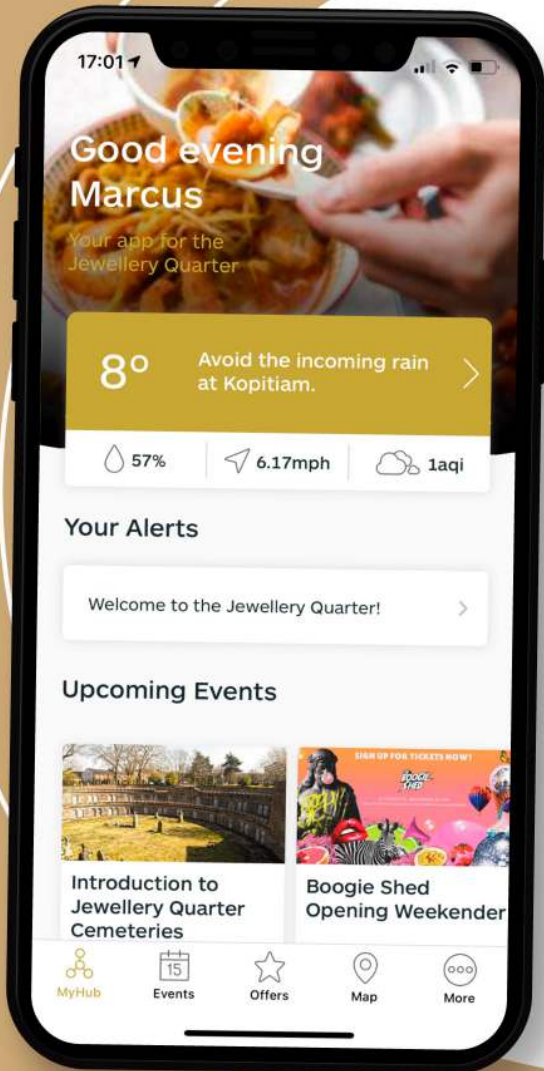 17:01
Good evening
Marcus
Your app for the
Jewellery Quarter
8°
Avoid the incoming rain
at Kopitiam.
57%
6.17mph
1aqi
Your Alerts
Welcome to the Jewellery Quarter!
Upcoming Events
SIGN UP FOR TICKETS NOW!
BOOGIE
SHED
Introduction to
Jewellery Quarter
Cemeteries
Boogie Shed
Opening Weekender
MyHub
15
Events
Offers
Map
More